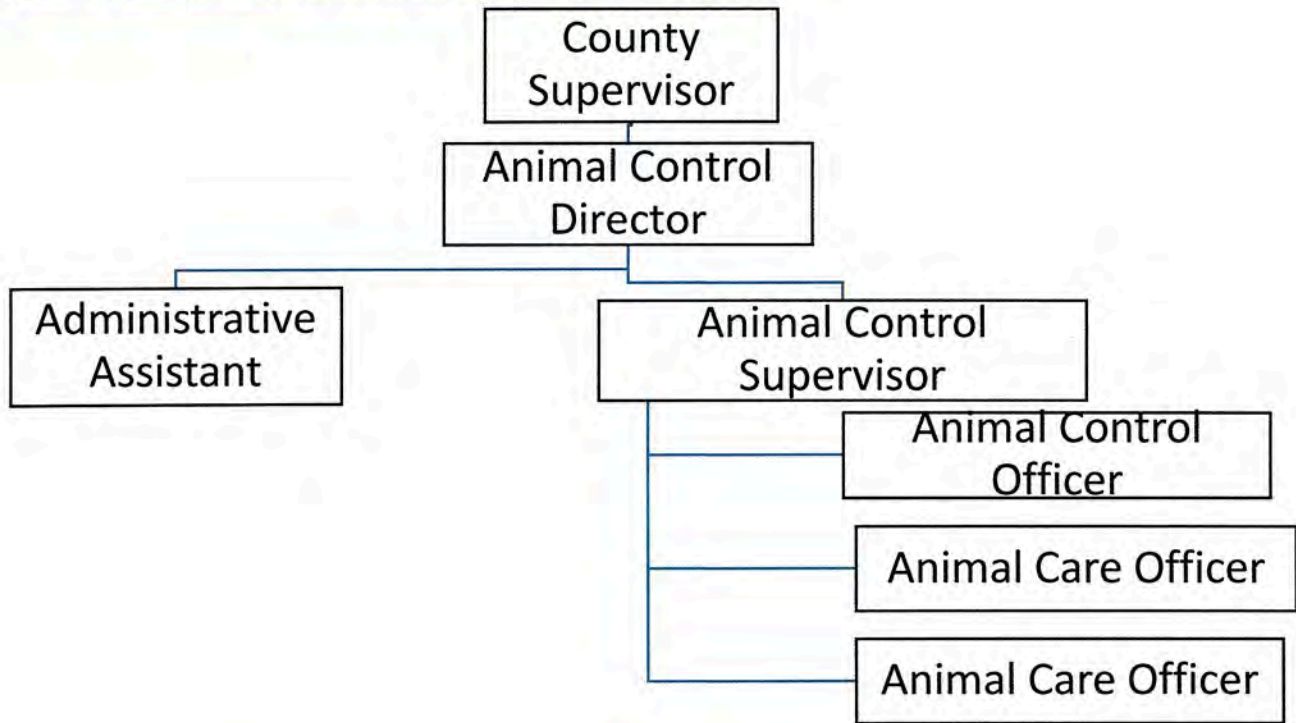 County
Supervisor
Animal Control
Director
Administrative
Assistant
Animal Control
Supervisor
Animal Control
Officer
Animal Care Officer
Animal Care Officer